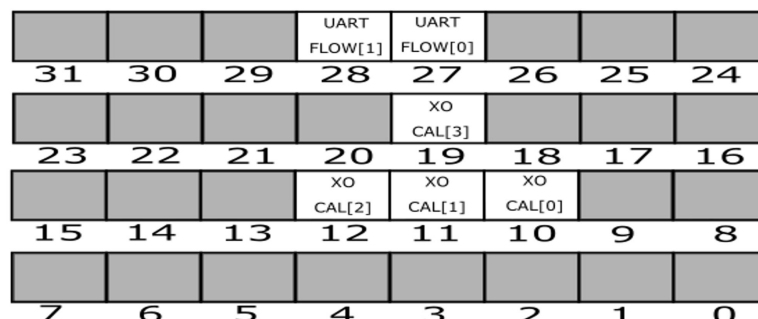 UART UART
FLOW[1] FLOW[0]
31 30 29 28 27 26 25 24
XO
CAL[3]
23 22 21 20 19 18 17 16
XO XO XO
CAL[2] CAL[1] CAL[0]
15 14 13 12 11 10 9 8
7 6 5 4 3 2 1 0